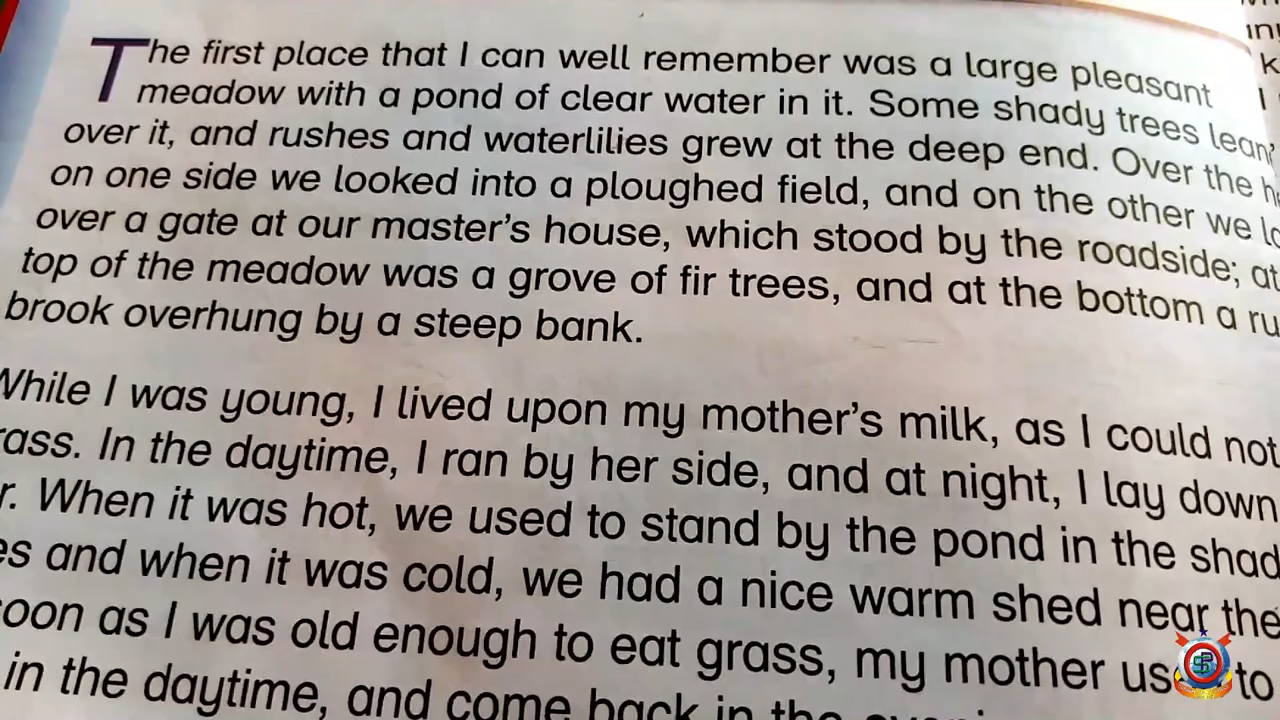 The first place that I can well remember was a large pleasant
meadow with a pond of clear water in it. Some shady trees
over it, and rushes and waterlilies grew at the deep end. Over the
on one side we looked into a ploughed field, and on the other we
over a gate at our master's house, which stood by the roadside; at
top of the meadow was a grove of fir trees, and at the bottom a
brook overhung by a steep bank.
While I was young, I lived upon my mother's milk, as I could not
In the daytime, I ran by her side, and at night, I lay down
When it was hot, we used to stand by the pond in the
and when it was cold, we had a nice warm shed near the
as I was old enough to eat grass, my mother to
in the daytime, and come back in the